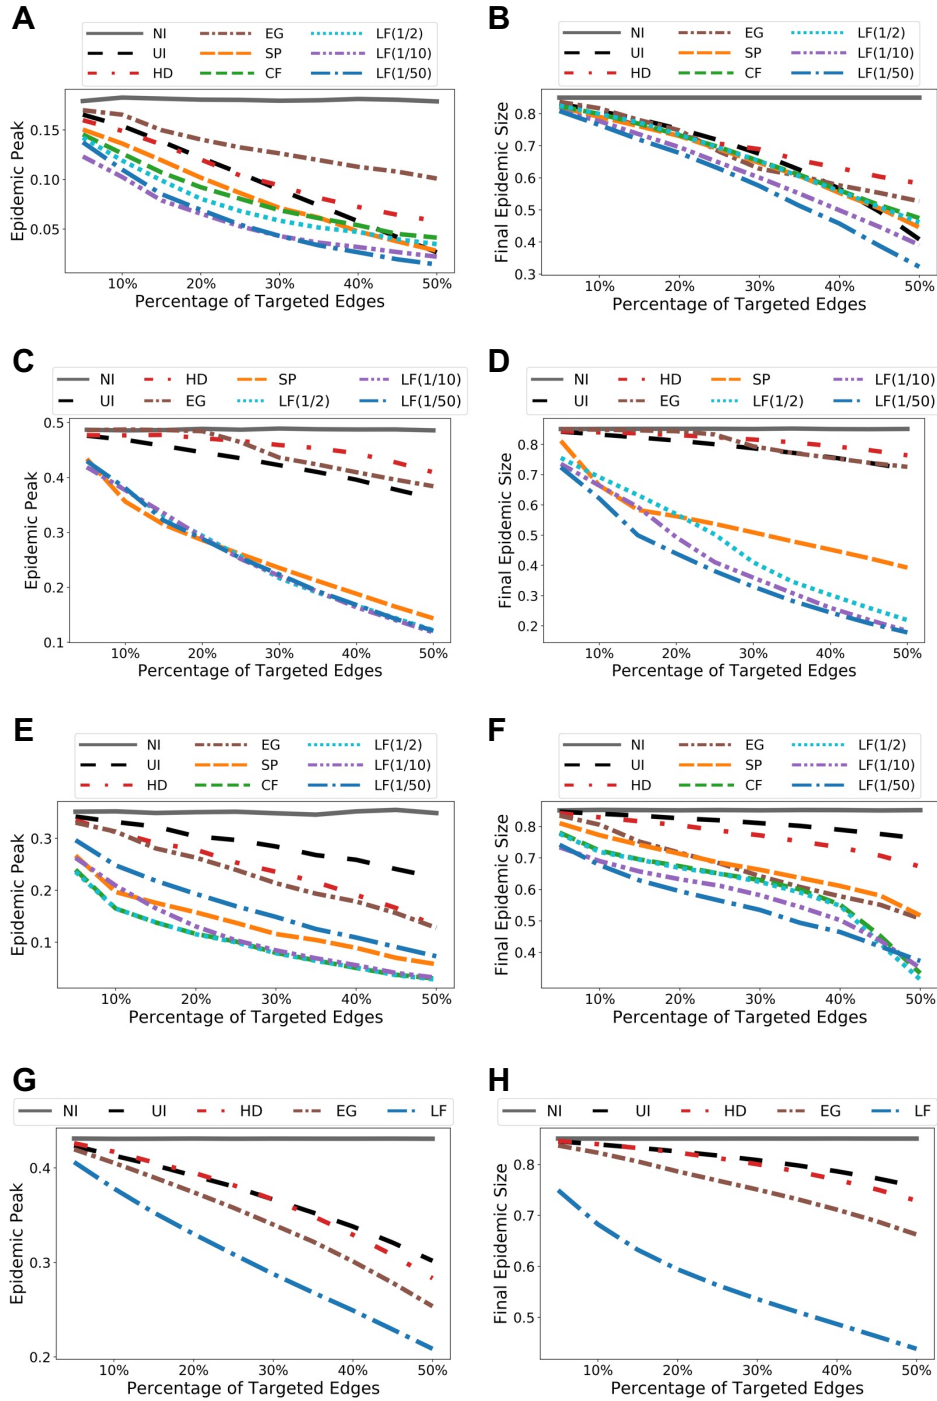 A
NI EG LF(1/2)
UI SP LF(1/10)
HD CF LF(1/50)
Epidemic Peak
0.15
0.10
0.05
10% 20% 30% 40% 50%
Percentage of Targeted Edges
B
NI EG LF(1/2)
UI SP LF(1/10)
HD CF LF(1/50)
Final Epidemic Size
0.8
0.7
0.6
0.5
0.4
0.3
10% 20% 30% 40% 50%
Percentage of Targeted Edges
C
NI HD SP LF(1/10)
UI EG LF(1/2) LF(1/50)
Epidemic Peak
0.5
0.4
0.3
0.2
0.1
10% 20% 30% 40% 50%
Percentage of Targeted Edges
D
NI HD SP LF(1/10)
UI EG LF(1/2) LF(1/50)
Final Epidemic Size
0.8
0.7
0.6
0.5
0.4
0.3
0.2
10% 20% 30% 40% 50%
Percentage of Targeted Edges
E
NI EG LF(1/2)
UI SP LF(1/10)
HD CF LF(1/50)
Epidemic Peak
0.3
0.2
0.1
10% 20% 30% 40% 50%
Percentage of Targeted Edges
F
NI EG LF(1/2)
UI SP LF(1/10)
HD CF LF(1/50)
Final Epidemic Size
0.8
0.7
0.6
0.5
0.4
10% 20% 30% 40% 50%
Percentage of Targeted Edges
G
NI UI HD EG LF
Epidemic Peak
0.4
0.3
0.2
10% 20% 30% 40% 50%
Percentage of Targeted Edges
H
NI UI HD EG LF
Final Epidemic Size
0.8
0.7
0.6
0.5
10% 20% 30% 40% 50%
Percentage of Targeted Edges